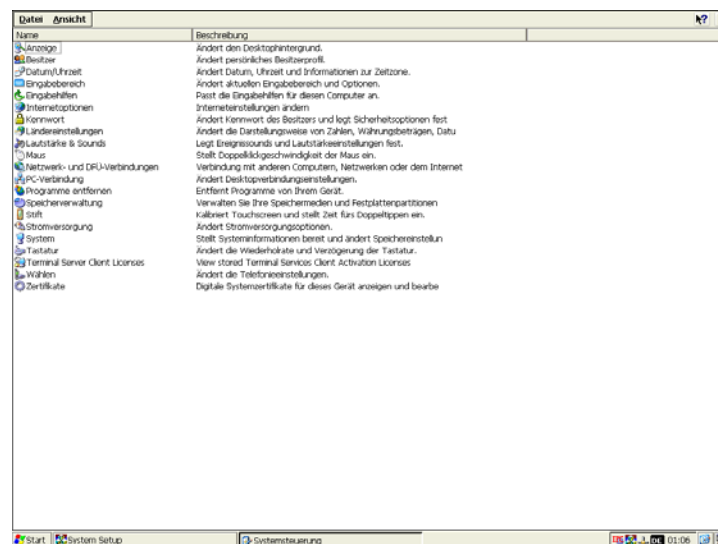 Datei Ansicht
Name Beschreibung
Anzeige Ändert den Desktophintergrund.
Besitzer Ändert persönliches Besitzerprofil.
Datum/Uhrzeit Ändert Datum, Uhrzeit und Informationen zur Zeitzone.
Eingabebereich Ändert aktuellen Eingabebereich und Optionen.
Eingabehilfen Passt die Eingabehilfen für diesen Computer an.
Internetoptionen Interneteinstellungen ändern
Kennwort Ändert Kennwort des Besitzers und legt Sicherheitsoptionen fest
Ländereinstellungen Ändert die Darstellungsweise von Zahlen, Währungsbeträgen, Datu
Lautstärke & Sounds Legt Ereignissounds und Lautstärkeeinstellungen fest.
Maus Stellt Doppelklickgeschwindigkeit der Maus ein.
Netzwerk- und DFÜ-Verbindungen Verbindung mit anderen Computern, Netzwerken oder dem Internet
PC-Verbindung Ändert Desktopverbindungseinstellungen.
Programme entfernen Entfernt Programme von Ihrem Gerät.
Speicherverwaltung Verwalten Sie Ihre Speichermedien und Festplattenpartitionen
Stift Kalibriert Touchscreen und stellt Zeit fürs Doppeltippen ein.
Stromversorgung Ändert Stromversorgungsoptionen.
System Stellt Systeminformationen bereit und ändert Speichereinstellun
Tastatur Ändert die Wiederholrate und Verzögerung der Tastatur.
Terminal Server Client Licenses View stored Terminal Services Client Activation Licenses
Wählen Ändert die Telefonieeinstellungen.
Zertifikate Digitale Systemzertifikate für dieses Gerät anzeigen und bearbe
Start System Setup Systemsteuerung DE 01:06